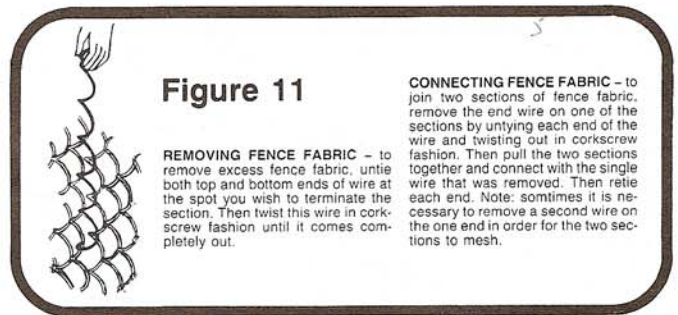 Figure 11
REMOVING FENCE FABRIC – to
remove excess fence fabric, untie
both top and bottom ends of wire at
the spot you wish to terminate the
section. Then twist this wire in cork-
screw fashion until it comes com-
pletely out.
CONNECTING FENCE FABRIC – to
join two sections of fence fabric,
remove the end wire on one of the
sections by untying each end of the
wire and twisting out in corkscrew
fashion. Then pull the two sections
together and connect with the single
wire that was removed. Then retie
each end. Note: somtimes it is ne-
cessary to remove a second wire on
the one end in order for the two sec-
tions to mesh.